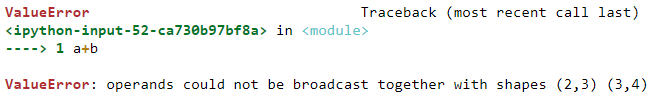 ValueError                                Traceback (most recent call last)
<ipython-input-52-ca730b97bf8a> in <module>
----> 1 a+b
ValueError: operands could not be broadcast together with shapes (2,3) (3,4)